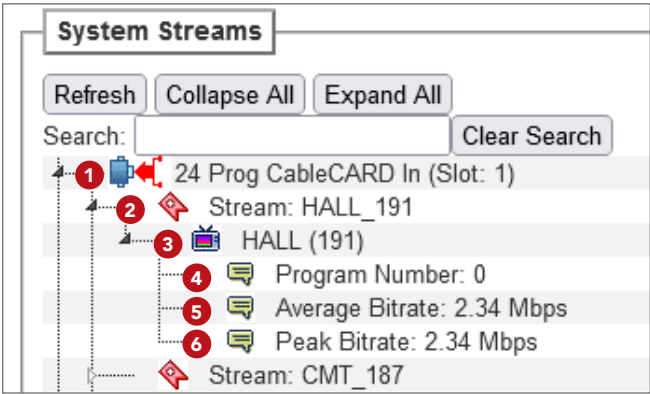 System Streams
Refresh Collapse All Expand All
Search: Clear Search
1 24 Prog CableCARD In (Slot: 1)
2 Stream: HALL_191
3 HALL (191)
4 Program Number: 0
5 Average Bitrate: 2.34 Mbps
6 Peak Bitrate: 2.34 Mbps
Stream: CMT_187